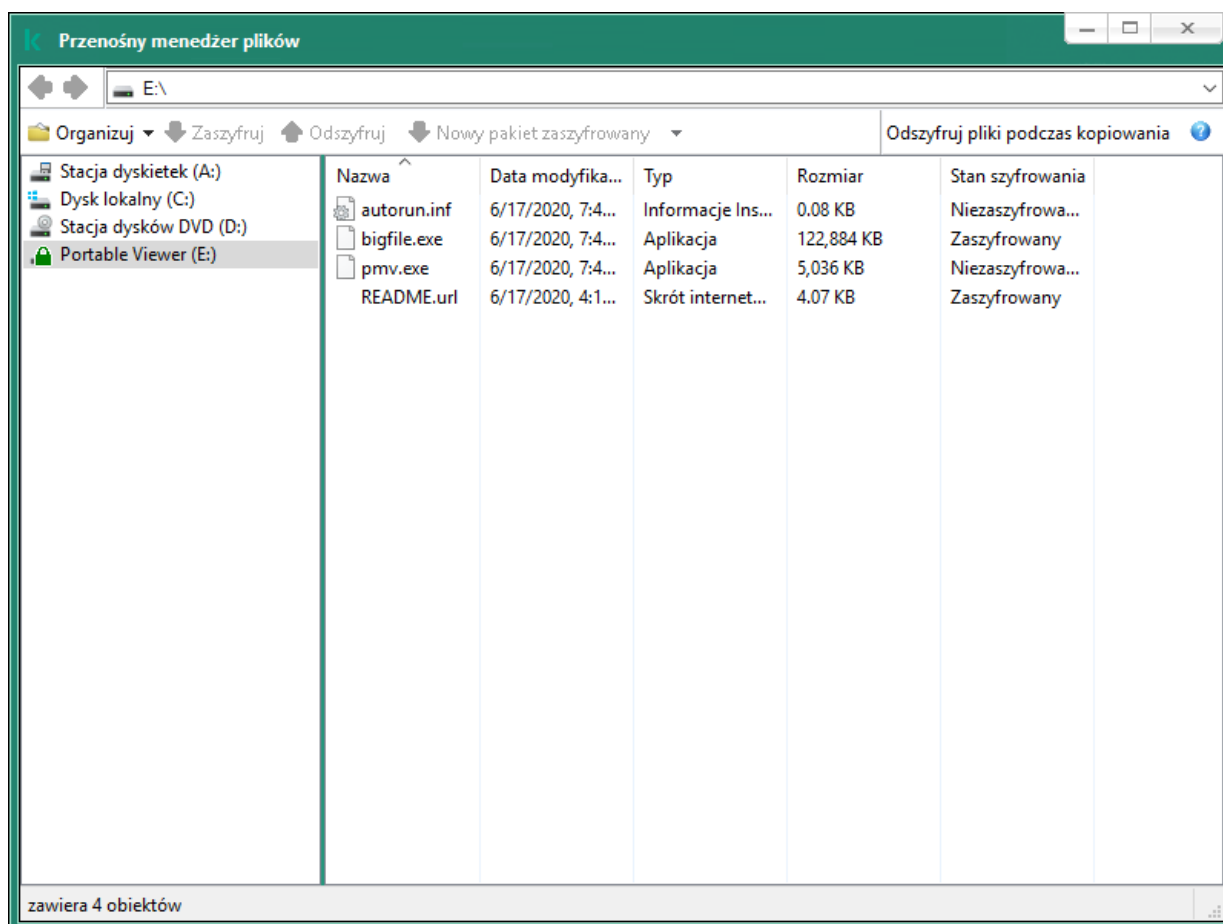 Przenośny menedżer plików
E:\
Organizuj Zaszyfruj Odszyfruj Nowy pakiet zaszyfrowany Odszyfruj pliki podczas kopiowania
Stacja dyskietek (A:)
Dysk lokalny (C:)
Stacja dysków DVD (D:)
Portable Viewer (E:)
Nazwa Data modyfika... Typ Rozmiar Stan szyfrowania
autorun.inf 6/17/2020, 7:4... Informacje Ins... 0.08 KB Niezaszyfrowa...
bigfile.exe 6/17/2020, 7:4... Aplikacja 122,884 KB Zaszyfrowany
pmv.exe 6/17/2020, 7:4... Aplikacja 5,036 KB Niezaszyfrowa...
README.url 6/17/2020, 4:1... Skrót internet... 4.07 KB Zaszyfrowany
zawiera 4 obiektów